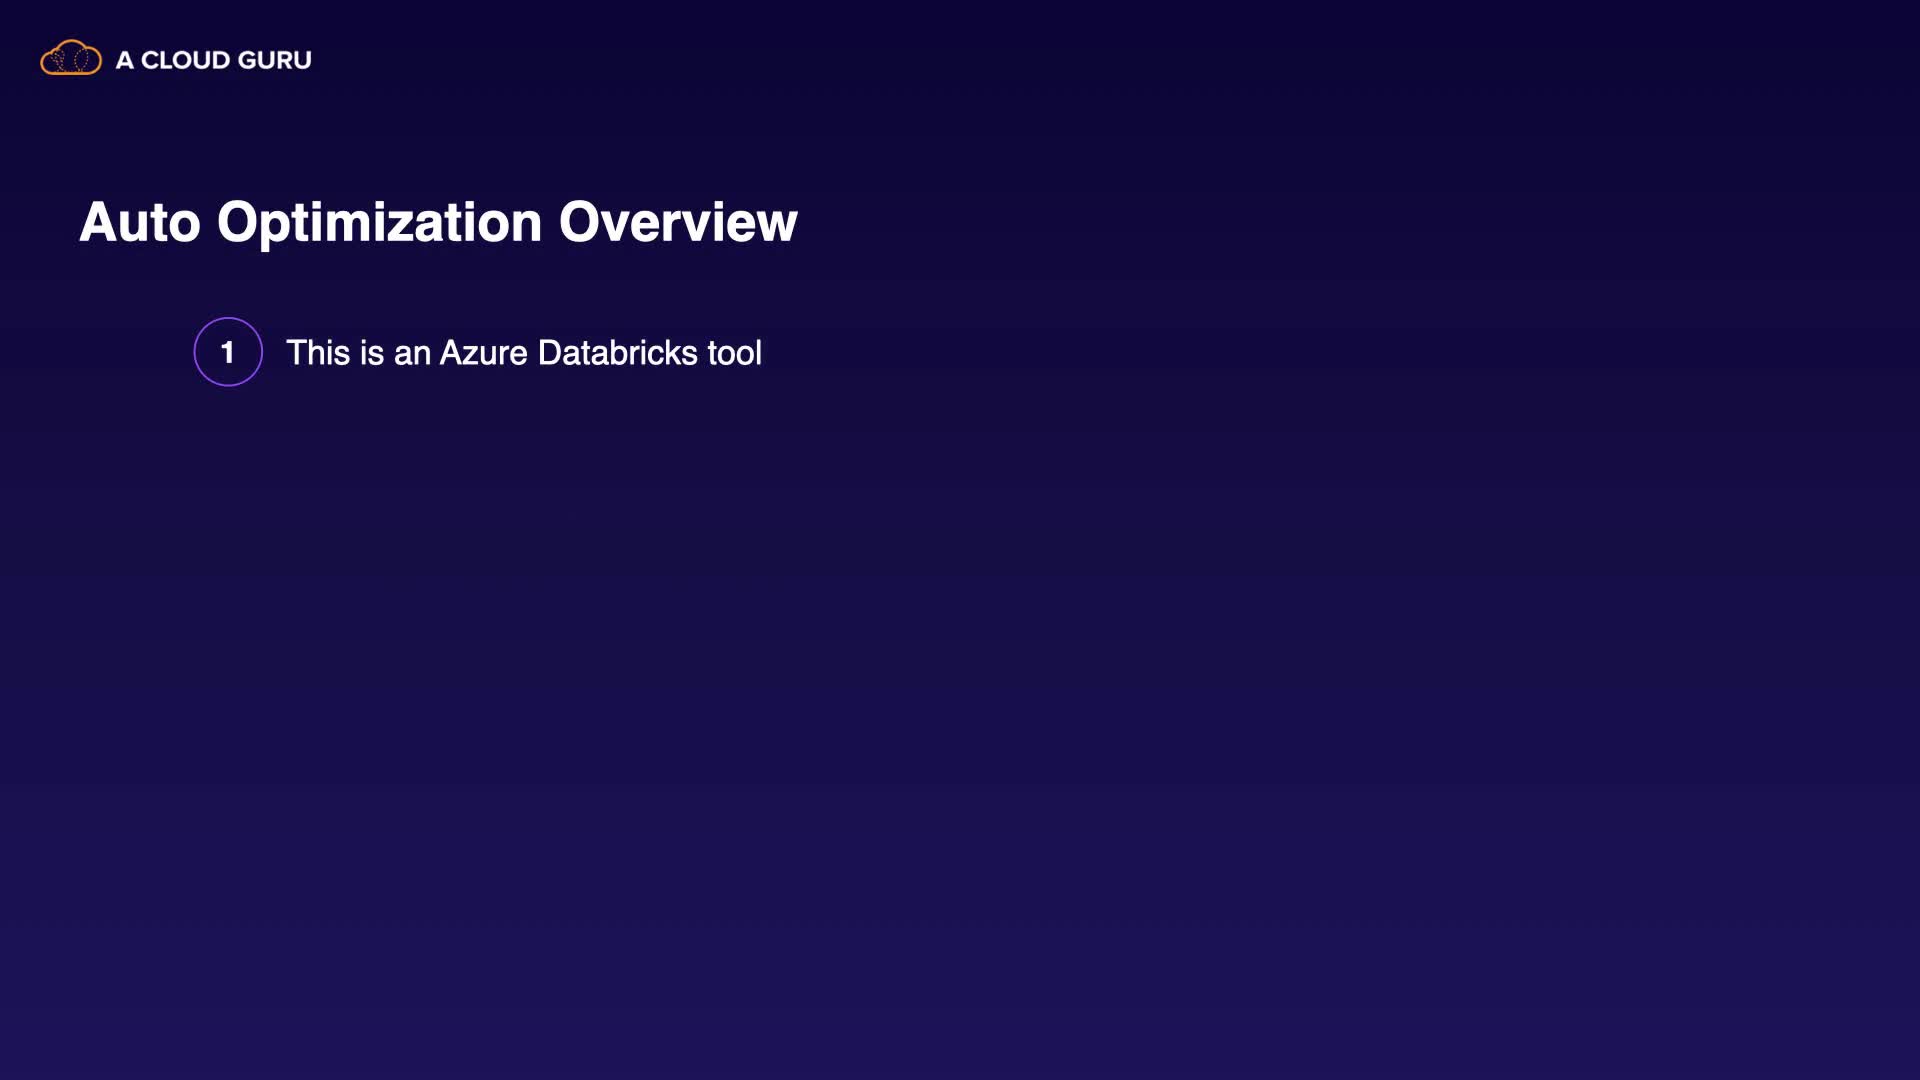 A CLOUD GURU
Auto Optimization Overview
1 This is an Azure Databricks tool